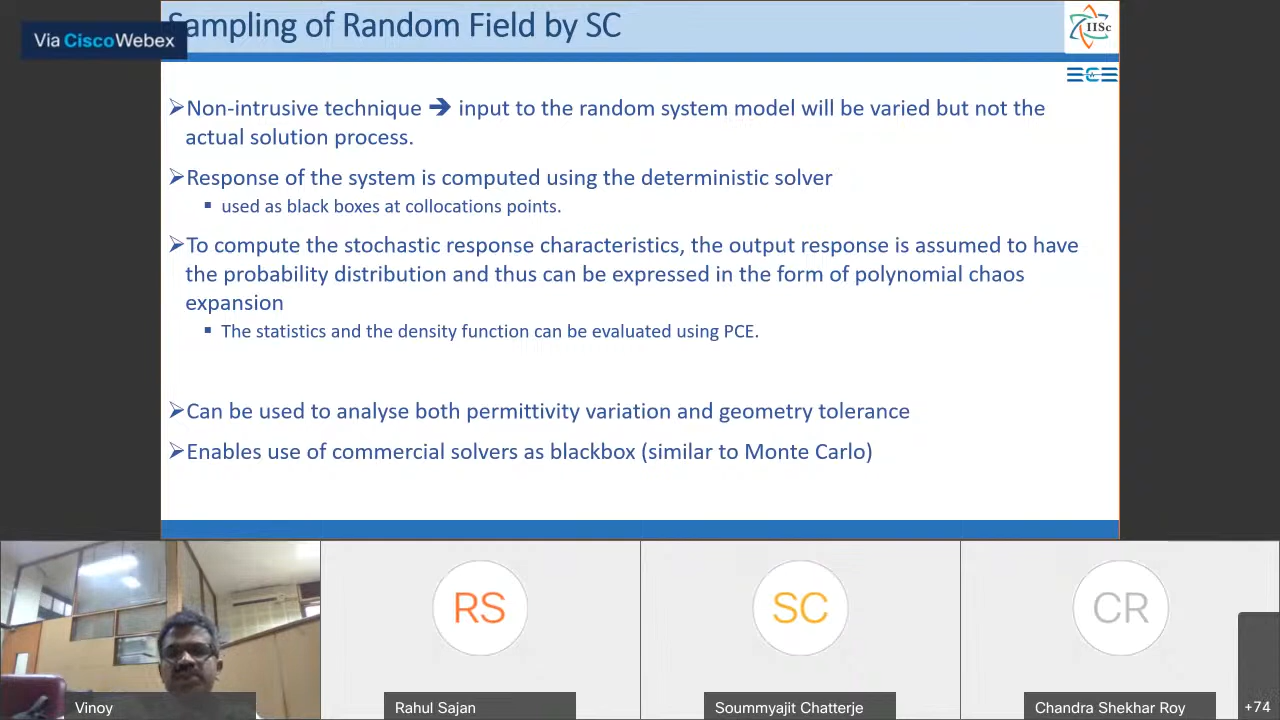 Sampling of Random Field by SC
Via CiscoWebex
IISc
ECE
➢Non-intrusive technique ➔ input to the random system model will be varied but not the
actual solution process.
➢Response of the system is computed using the deterministic solver
▪ used as black boxes at collocations points.
➢To compute the stochastic response characteristics, the output response is assumed to have
the probability distribution and thus can be expressed in the form of polynomial chaos
expansion
▪ The statistics and the density function can be evaluated using PCE.
➢Can be used to analyse both permittivity variation and geometry tolerance
➢Enables use of commercial solvers as blackbox (similar to Monte Carlo)
RS
SC
CR
Vinoy
Rahul Sajan
Soummyajit Chatterje
Chandra Shekhar Roy
+74